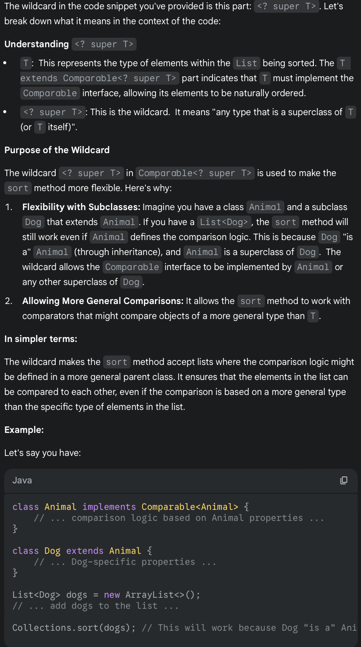 The wildcard in the code snippet you've provided is this part: <? super T>. Let's
break down what it means in the context of the code:
Understanding <? super T>
• T: This represents the type of elements within the List being sorted. The T
extends Comparable<? super T> part indicates that T must implement the
Comparable interface, allowing its elements to be naturally ordered.
• <? super T>: This is the wildcard. It means "any type that is a superclass of T
(or T itself)".
Purpose of the Wildcard
The wildcard <? super T> in Comparable<? super T> is used to make the
sort method more flexible. Here's why:
1. Flexibility with Subclasses: Imagine you have a class Animal and a subclass
Dog that extends Animal. If you have a List<Dog>, the sort method will
still work even if Animal defines the comparison logic. This is because Dog "is
a" Animal (through inheritance), and Animal is a superclass of Dog. The
wildcard allows the Comparable interface to be implemented by Animal or
any other superclass of Dog.
2. Allowing More General Comparisons: It allows the sort method to work with
comparators that might compare objects of a more general type than T.
In simpler terms:
The wildcard makes the sort method accept lists where the comparison logic might
be defined in a more general parent class. It ensures that the elements in the list can
be compared to each other, even if the comparison is based on a more general type
than the specific type of elements in the list.
Example:
Let's say you have:
Java
class Animal implements Comparable<Animal> {
// ... comparison logic based on Animal properties ...
}
class Dog extends Animal {
// ... Dog-specific properties ...
}
List<Dog> dogs = new ArrayList<>();
// ... add dogs to the list ...
Collections.sort(dogs); // This will work because Dog "is a" Ani